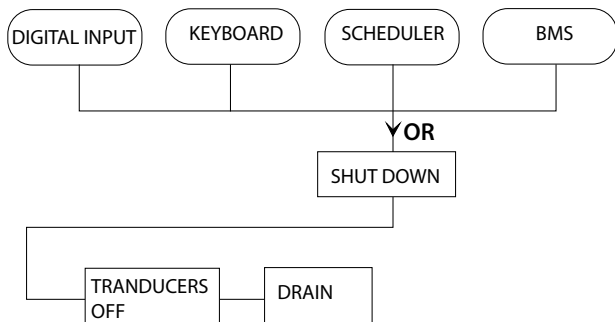 DIGITAL INPUT
KEYBOARD
SCHEDULER
BMS
OR
SHUT DOWN
TRANDUCERS
OFF
DRAIN